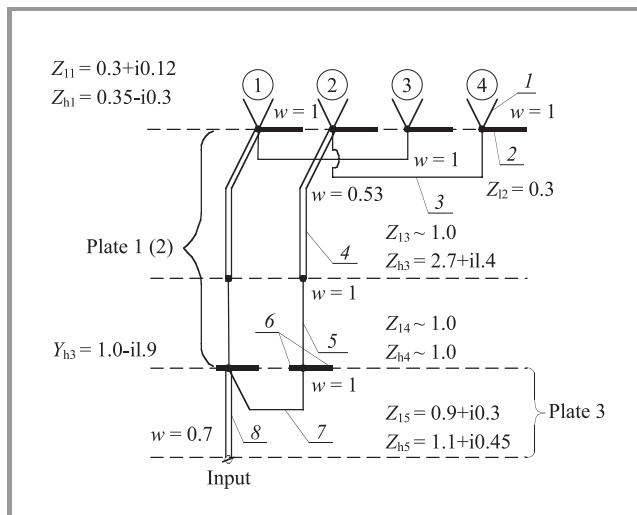 Z11 = 0.3+i0.12
Zh1 = 0.35-i0.3
1 2 3 4 1
w = 1 w = 1
2
w = 1
w = 0.53 3 Zl2 = 0.3
Plate 1 (2)
4 Z13 ~ 1.0
Zh3 = 2.7+il.4
w = 1
6 5 Z14 ~ 1.0
Yh3 = 1.0-il.9 Zh4 ~ 1.0
w = 1
Plate 3
w = 0.7 8 7 Z15 = 0.9+i0.3
Zh5 = 1.1+i0.45
Input